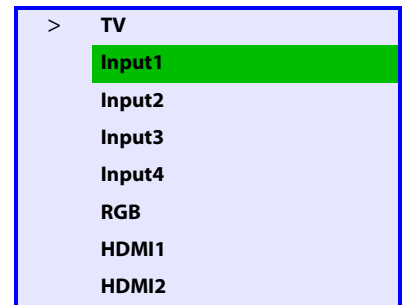 > TV
Input1
Input2
Input3
Input4
RGB
HDMI1
HDMI2